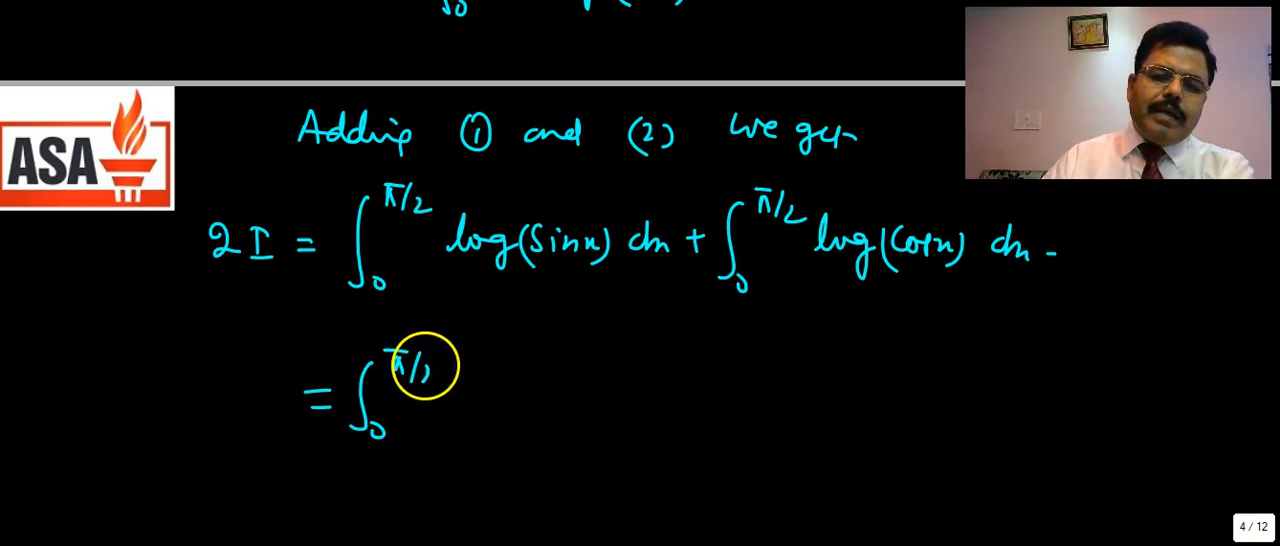 ASA
Adding ① and (2) we get
2I = ∫₀^π/2 log(Sinx) dx + ∫₀^π/2 log(Cosx) dx -
= ∫₀^π/2
4 / 12